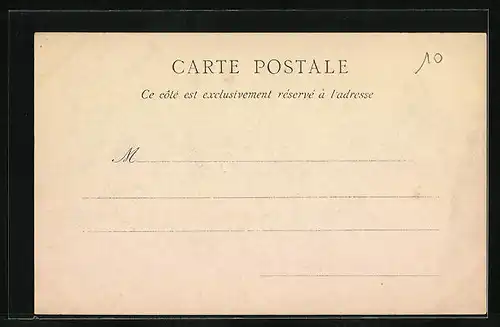 CARTE POSTALE
10
Ce côté est exclusivement réservé à l'adresse
M